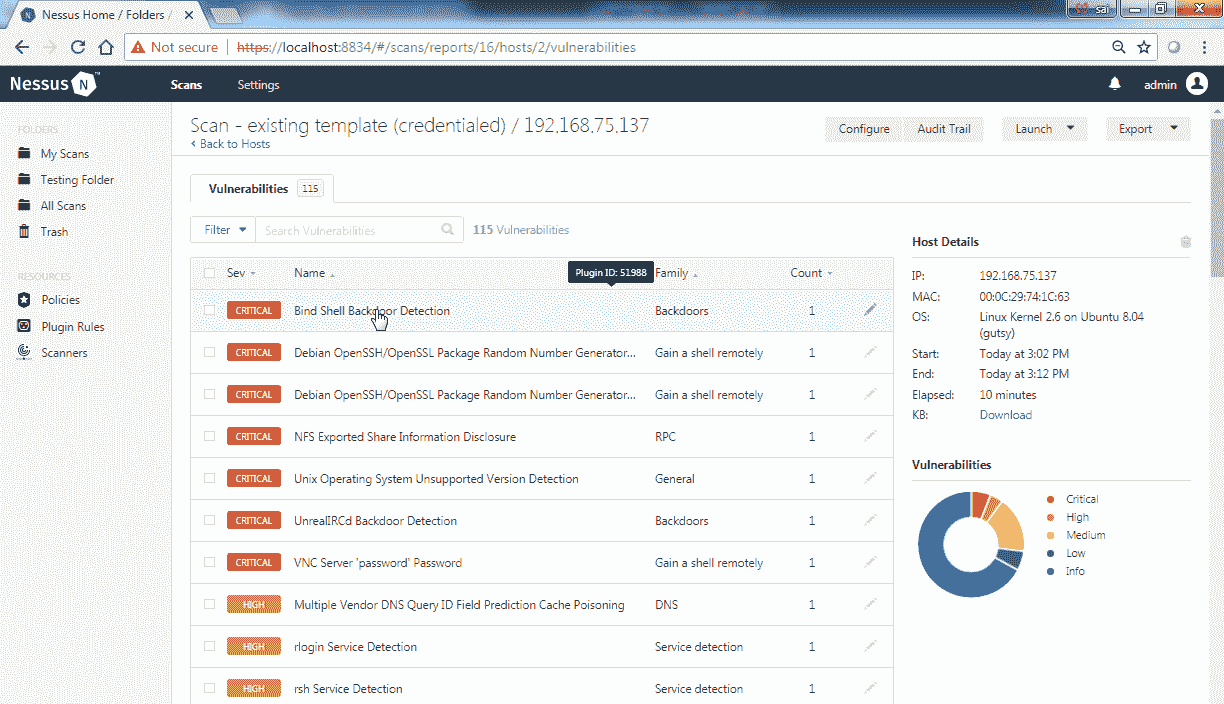 Nessus Home / Folders /
sai
Not secure https://localhost:8834/#/scans/reports/16/hosts/2/vulnerabilities
Nessus N Scans Settings admin
FOLDERS
My Scans
Testing Folder
All Scans
Trash
RESOURCES
Policies
Plugin Rules
Scanners
Scan - existing template (credentialed) / 192.168.75.137
Back to Hosts
Configure Audit Trail Launch Export
Vulnerabilities 115
Filter Search Vulnerabilities 115 Vulnerabilities
Sev Name Family Count
Plugin ID: 51988
CRITICAL Bind Shell Backdoor Detection Backdoors 1
CRITICAL Debian OpenSSH/OpenSSL Package Random Number Generator... Gain a shell remotely 1
CRITICAL Debian OpenSSH/OpenSSL Package Random Number Generator... Gain a shell remotely 1
CRITICAL NFS Exported Share Information Disclosure RPC 1
CRITICAL Unix Operating System Unsupported Version Detection General 1
CRITICAL UnrealIRCd Backdoor Detection Backdoors 1
CRITICAL VNC Server 'password' Password Gain a shell remotely 1
HIGH Multiple Vendor DNS Query ID Field Prediction Cache Poisoning DNS 1
HIGH rlogin Service Detection Service detection 1
HIGH rsh Service Detection Service detection 1
Host Details
IP: 192.168.75.137
MAC: 00:0C:29:74:1C:63
OS: Linux Kernel 2.6 on Ubuntu 8.04
(gutsy)
Start: Today at 3:02 PM
End: Today at 3:12 PM
Elapsed: 10 minutes
KB: Download
Vulnerabilities
Critical
High
Medium
Low
Info